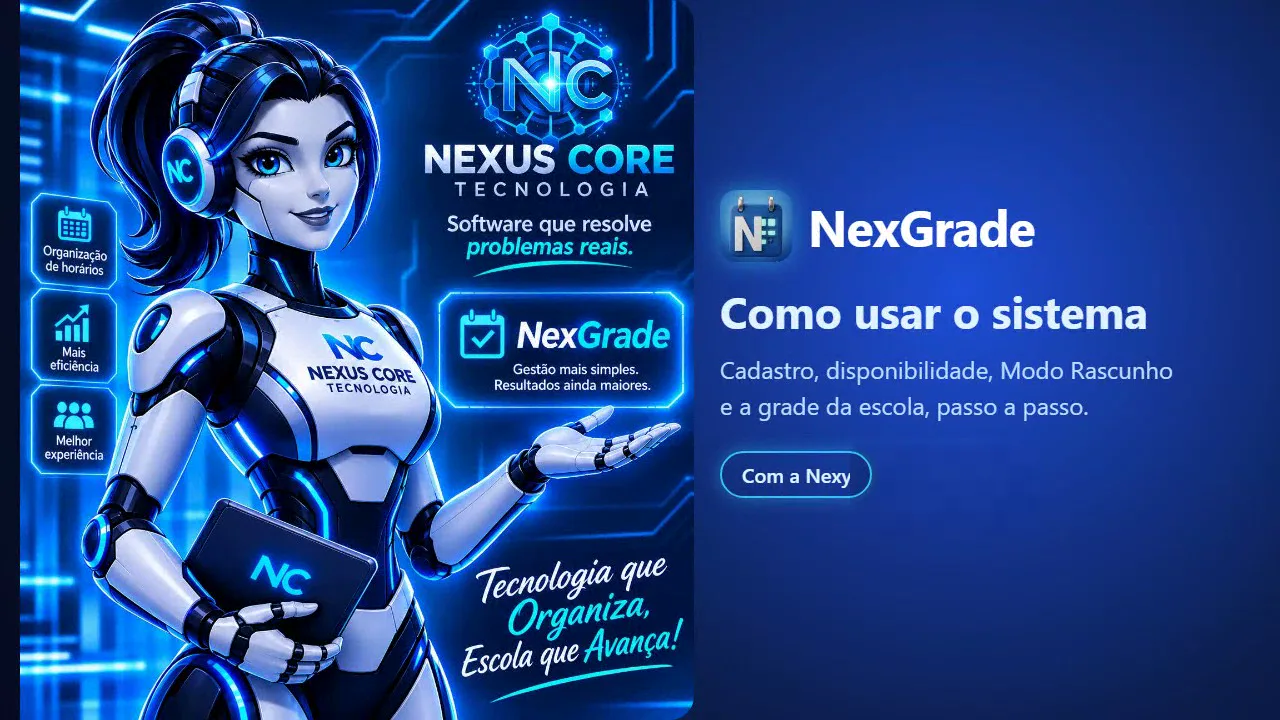 NC
NEXUS CORE
TECNOLOGIA
Software que resolve
problemas reais.
NC
Organização
de horários
Mais
eficiência
Melhor
experiência
NexGrade
Gestão mais simples.
Resultados ainda maiores.
NC
NEXUS CORE
TECNOLOGIA
NC
Tecnologia que
Organiza,
Escola que Avança!
N
NexGrade
Como usar o sistema
Cadastro, disponibilidade, Modo Rascunho
e a grade da escola, passo a passo.
Com a Nexy